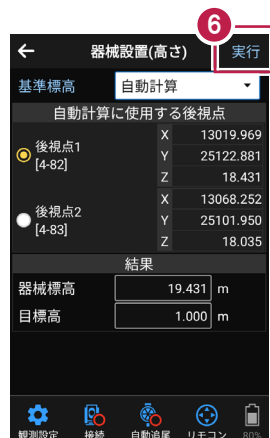 6
← 器械設置(高さ) 実行
基準標高 自動計算
自動計算に使用する後視点
後視点1
[4-82]
X 13019.969
Y 25122.881
Z 18.431
後視点2
[4-83]
X 13068.252
Y 25101.950
Z 18.035
結果
器械標高 19.431 m
目標高 1.000 m
観測設定 接続 自動追尾 リモコン 80%